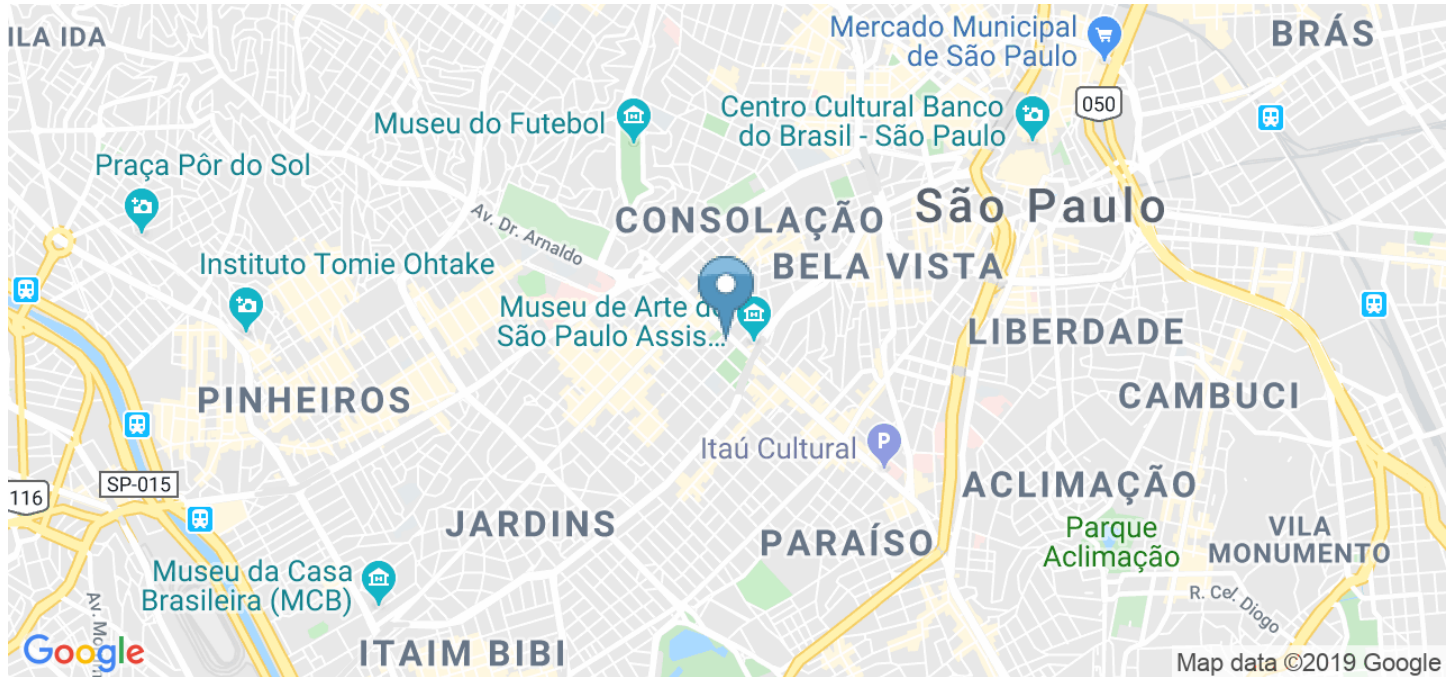 ILA IDA
Mercado Municipal
de São Paulo
BRÁS
Museu do Futebol
Centro Cultural Banco
do Brasil - São Paulo
050
Praça Pôr do Sol
Av. Dr. Arnaldo
CONSOLAÇÃO
São Paulo
Instituto Tomie Ohtake
BELA VISTA
Museu de Arte de
São Paulo Assis...
LIBERDADE
PINHEIROS
CAMBUCI
Itaú Cultural
P
SP-015
116
ACLIMAÇÃO
JARDINS
PARAÍSO
Parque
Aclimação
VILA
MONUMENTO
Museu da Casa
Brasileira (MCB)
R. Cel. Diogo
Av.
ITAIM BIBI
Google
Map data ©2019 Google